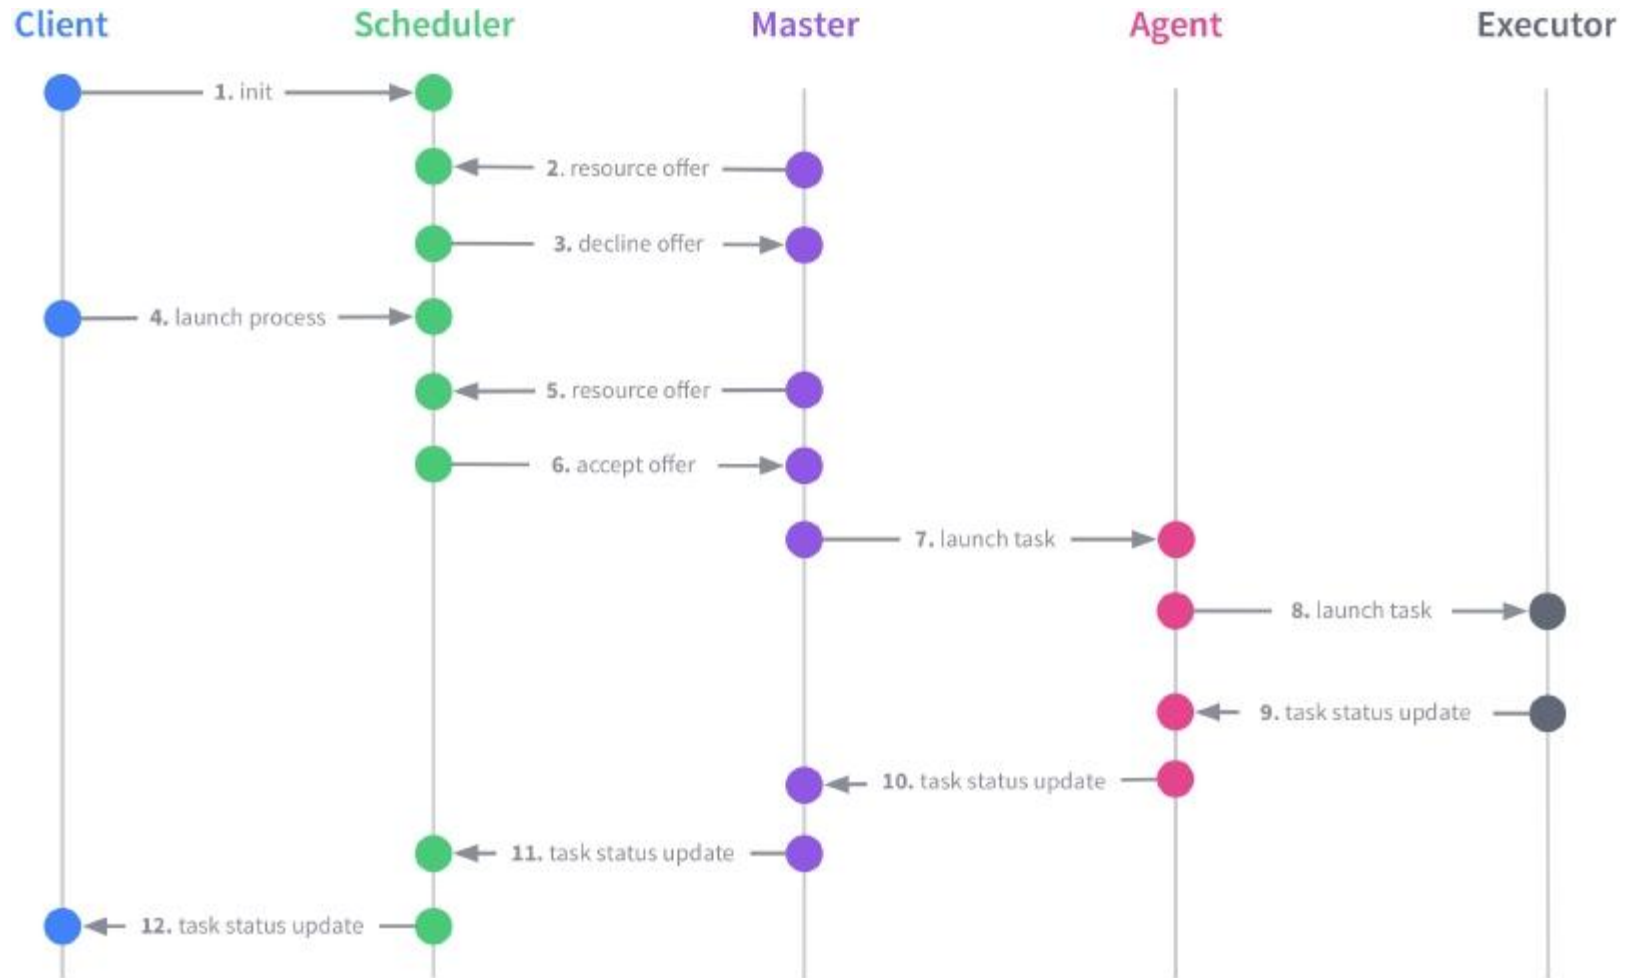 Client Scheduler Master Agent Executor
1. init
2. resource offer
3. decline offer
4. launch process
5. resource offer
6. accept offer
7. launch task
8. launch task
9. task status update
10. task status update
11. task status update
12. task status update